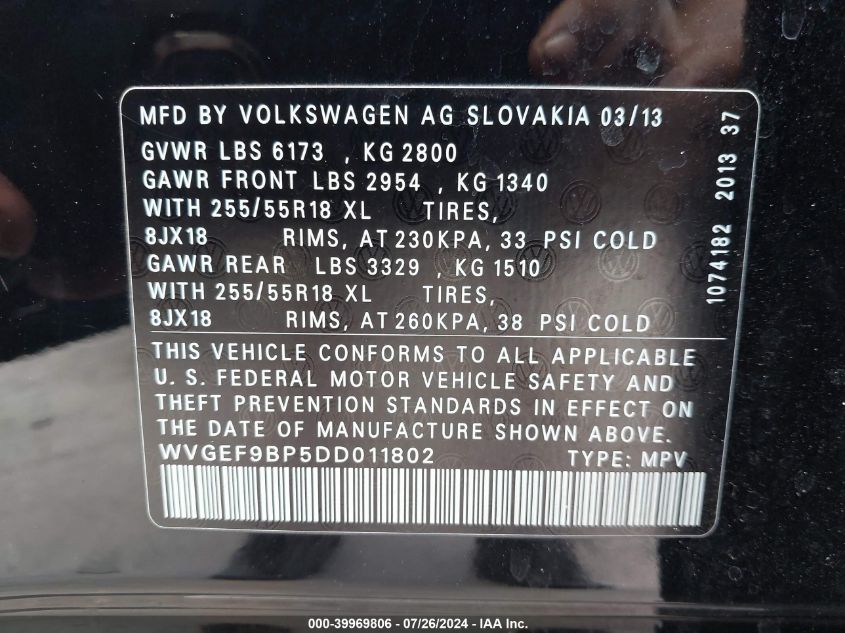 MFD BY VOLKSWAGEN AG SLOVAKIA 03/13
GVWR LBS 6173 , KG 2800
GAWR FRONT LBS 2954 , KG 1340
WITH 255/55R18 XL TIRES,
8JX18 RIMS, AT 230KPA, 33 PSI COLD
GAWR REAR LBS 3329 , KG 1510
WITH 255/55R18 XL TIRES,
8JX18 RIMS, AT 260KPA, 38 PSI COLD
1074182 2013 37
THIS VEHICLE CONFORMS TO ALL APPLICABLE
U. S. FEDERAL MOTOR VEHICLE SAFETY AND
THEFT PREVENTION STANDARDS IN EFFECT ON
THE DATE OF MANUFACTURE SHOWN ABOVE.
WVGEF9BP5DD011802 TYPE: MPV
000-39969806 - 07/26/2024 - IAA Inc.